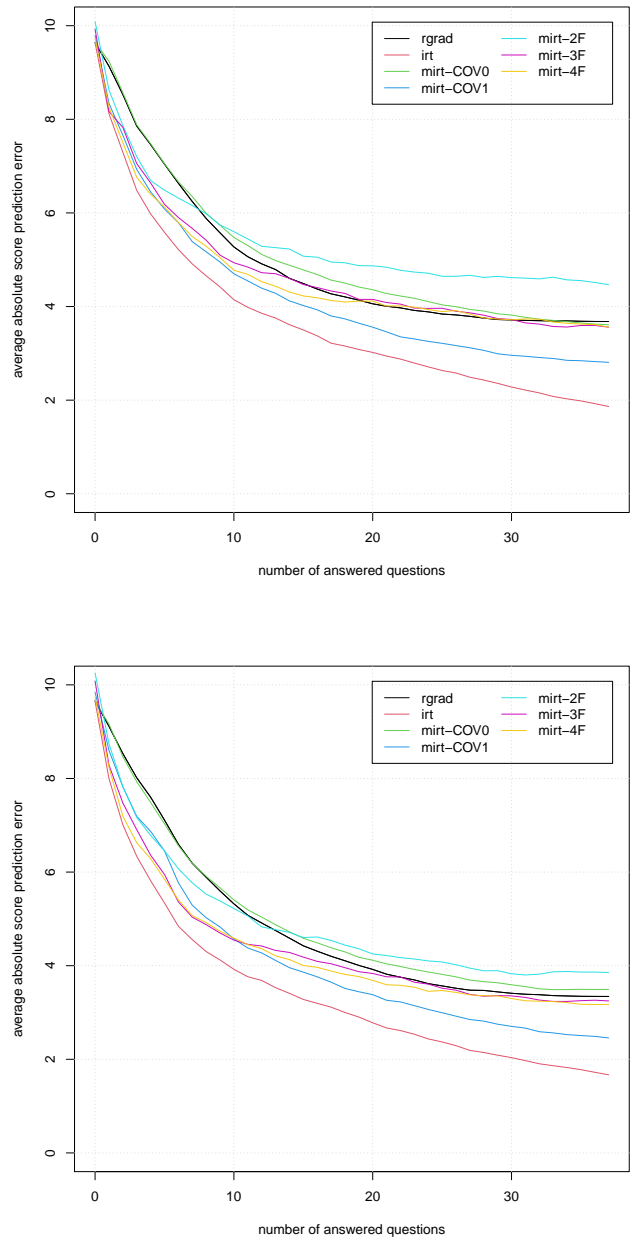 10
8
6
4
2
0
average absolute score prediction error
rgrad
irt
mirt−COV0
mirt−COV1
mirt−2F
mirt−3F
mirt−4F
0 10 20 30
number of answered questions
10
8
6
4
2
0
average absolute score prediction error
rgrad
irt
mirt−COV0
mirt−COV1
mirt−2F
mirt−3F
mirt−4F
0 10 20 30
number of answered questions